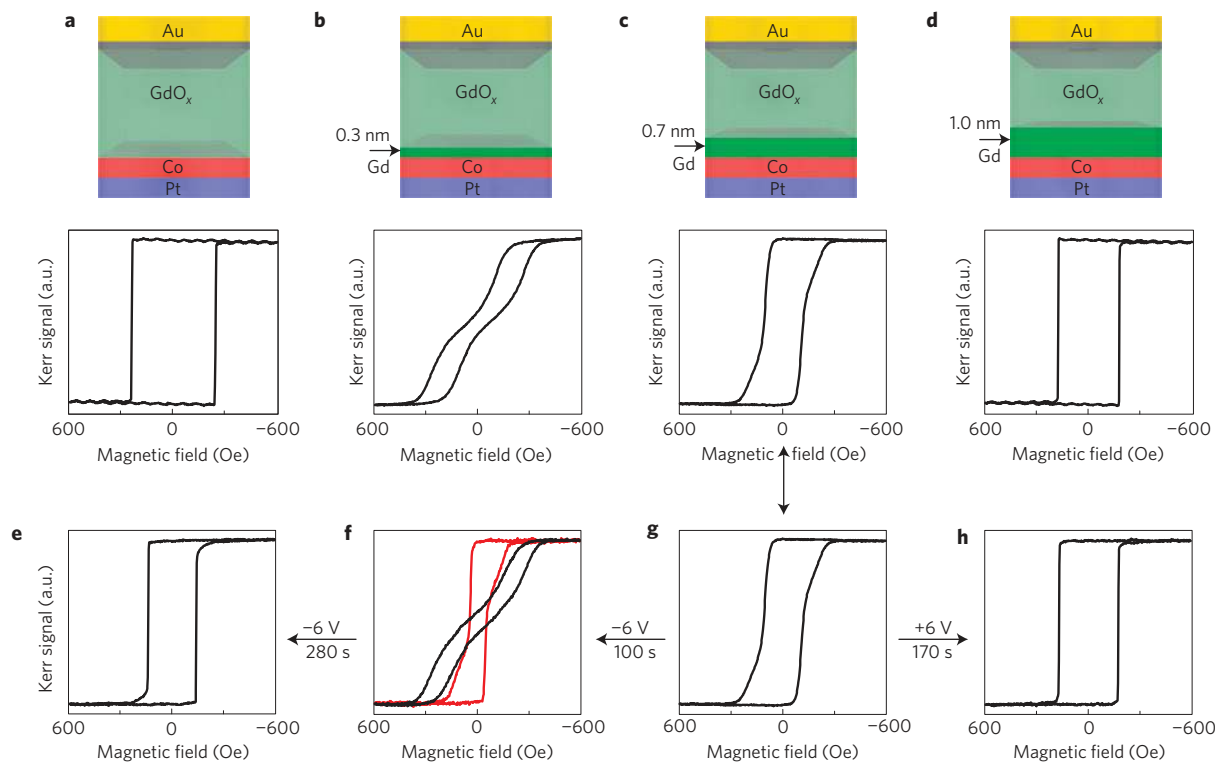 a
Au
GdOx
Co
Pt
b
Au
GdOx
0.3 nm
Gd
Co
Pt
c
Au
GdOx
0.7 nm
Gd
Co
Pt
d
Au
GdOx
1.0 nm
Gd
Co
Pt
Kerr signal (a.u.)
600
0
−600
Magnetic field (Oe)
Kerr signal (a.u.)
600
0
−600
Magnetic field (Oe)
Kerr signal (a.u.)
600
0
−600
Magnetic field (Oe)
Kerr signal (a.u.)
600
0
−600
Magnetic field (Oe)
e
Kerr signal (a.u.)
600
0
−600
Magnetic field (Oe)
−6 V
280 s
f
600
0
−600
Magnetic field (Oe)
−6 V
100 s
g
600
0
−600
Magnetic field (Oe)
+6 V
170 s
h
600
0
−600
Magnetic field (Oe)